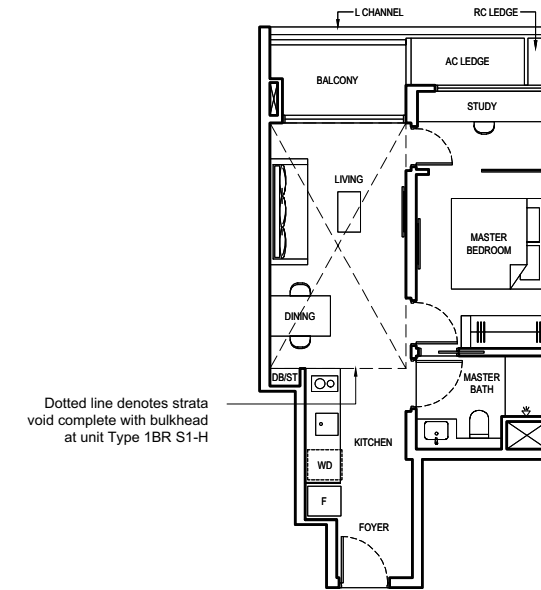 L CHANNEL
RC LEDGE
AC LEDGE
BALCONY
STUDY
LIVING
MASTER
BEDROOM
DINING
DB/ST
MASTER
BATH
Dotted line denotes strata
void complete with bulkhead
at unit Type 1BR S1-H
KITCHEN
WD
F
FOYER